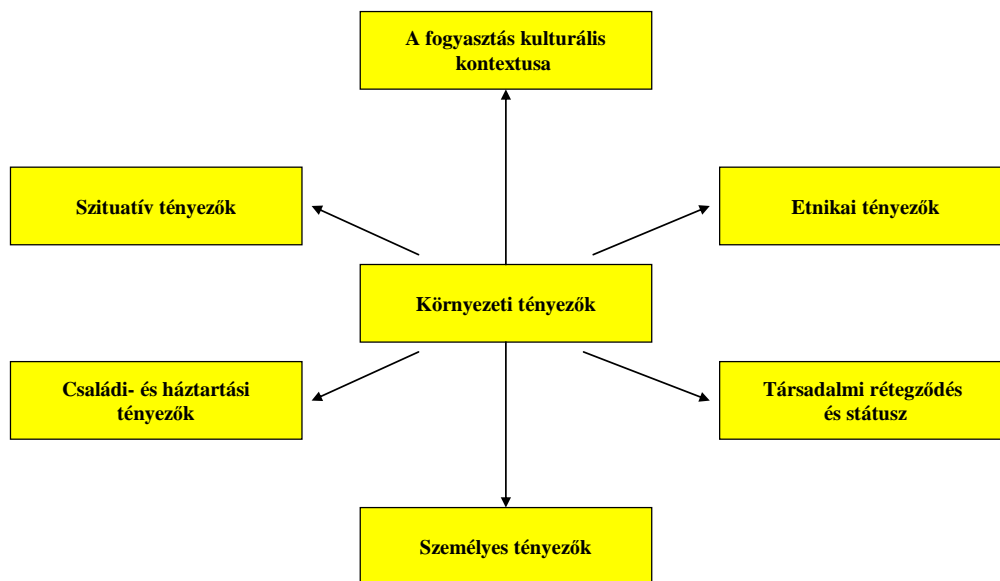 A fogyasztás kulturális
kontextusa
Szituatív tényezők
Etnikai tényezők
Környezeti tényezők
Családi- és háztartási
tényezők
Társadalmi rétegződés
és státusz
Személyes tényezők